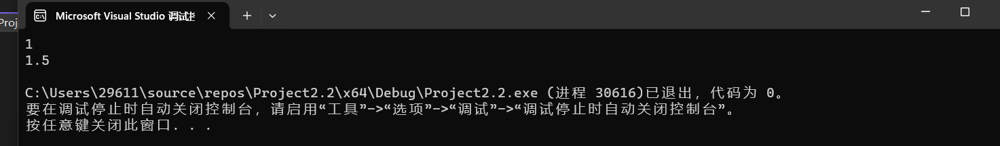 Proj
Microsoft Visual Studio 调试
1
1.5
C:\Users\29611\source\repos\Project2.2\x64\Debug\Project2.2.exe (进程 30616)已退出，代码为 0。
要在调试停止时自动关闭控制台，请启用“工具”->“选项”->“调试”->“调试停止时自动关闭控制台”。
按任意键关闭此窗口. . .